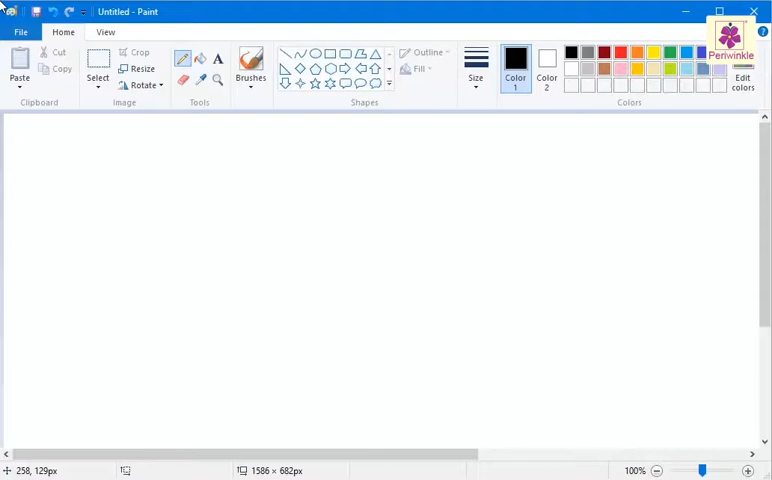 Untitled - Paint
File Home View
Periwinkle
Paste
Cut
Copy
Clipboard
Select
Crop
Resize
Rotate
Image
A
Tools
Brushes
Shapes
Outline
Fill
Size
Color 1
Color 2
Colors
Edit colors
258, 129px
1586 × 682px
100%